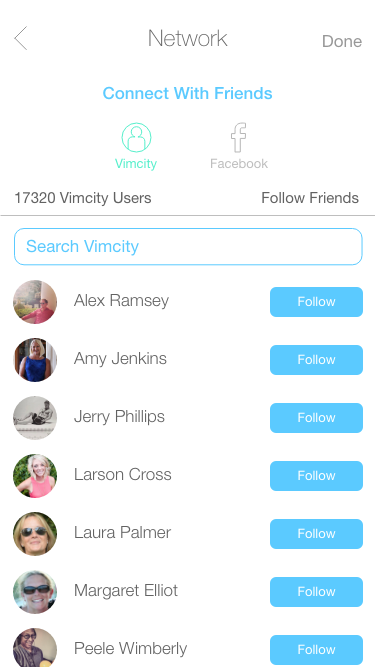 Network
Done
Connect With Friends
Vimcity
Facebook
17320 Vimcity Users
Follow Friends
Search Vimcity
Alex Ramsey
Follow
Amy Jenkins
Follow
Jerry Phillips
Follow
Larson Cross
Follow
Laura Palmer
Follow
Margaret Elliot
Follow
Peele Wimberly
Follow